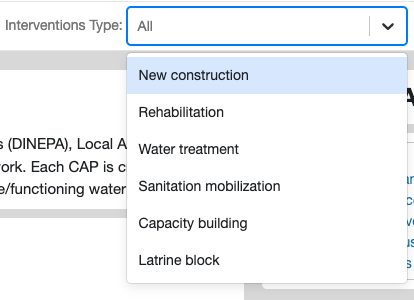 Interventions Type: All
New construction
Rehabilitation
s (DINEPA), Local A
Water treatment
ork. Each CAP is c
Sanitation mobilization
e/functioning water
Capacity building
Latrine block